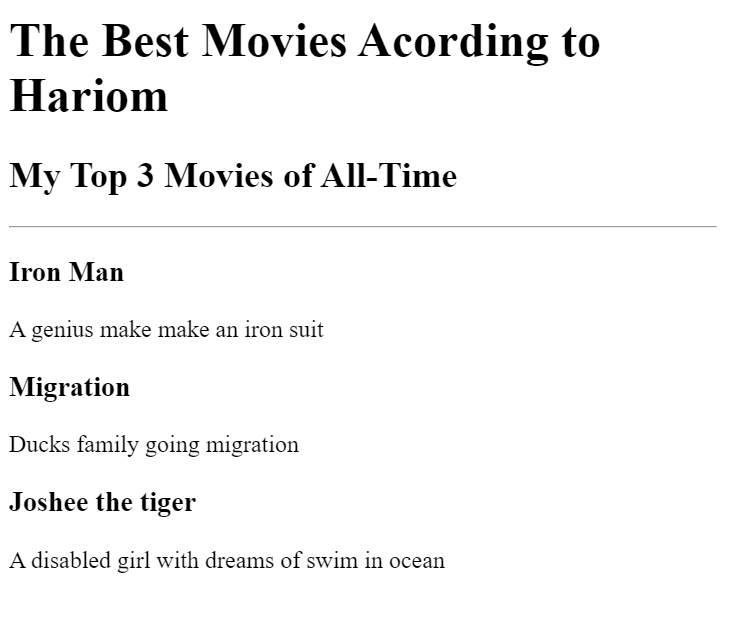 The Best Movies Acording to
Hariom
My Top 3 Movies of All-Time
Iron Man
A genius make make an iron suit
Migration
Ducks family going migration
Joshee the tiger
A disabled girl with dreams of swim in ocean